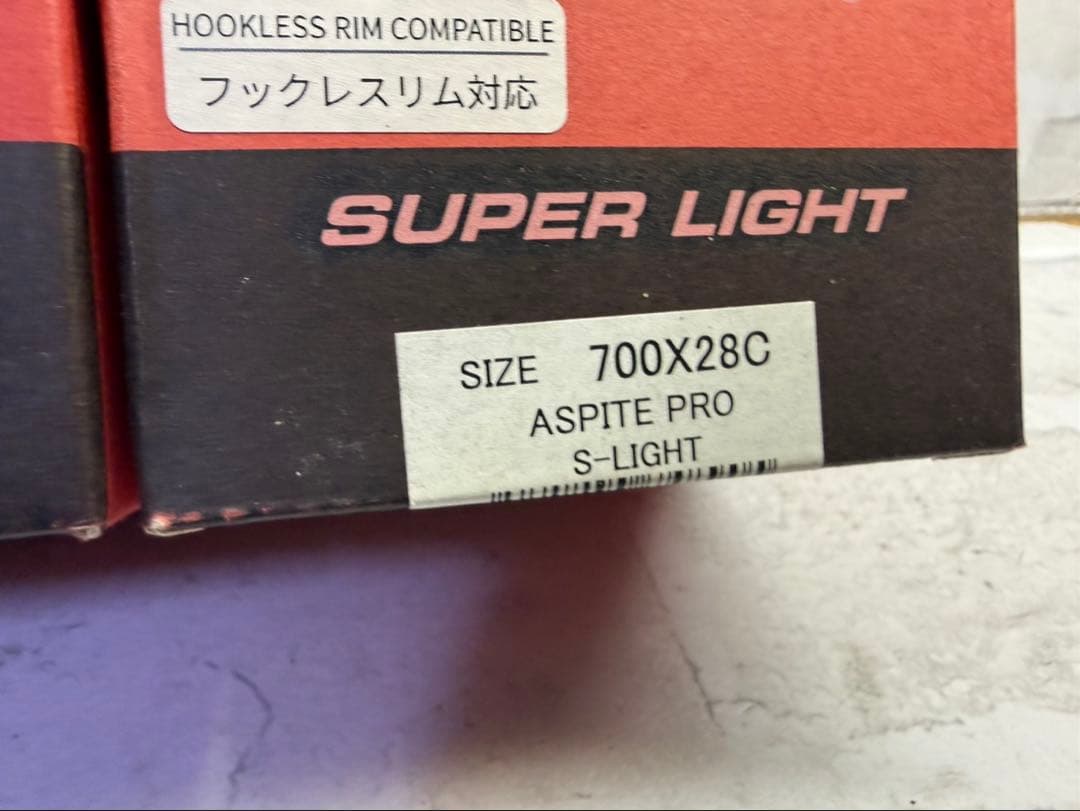 HOOKLESS RIM COMPATIBLE
フックレスリム対応
SUPER LIGHT
SIZE 700X28C
ASPITE PRO
S-LIGHT